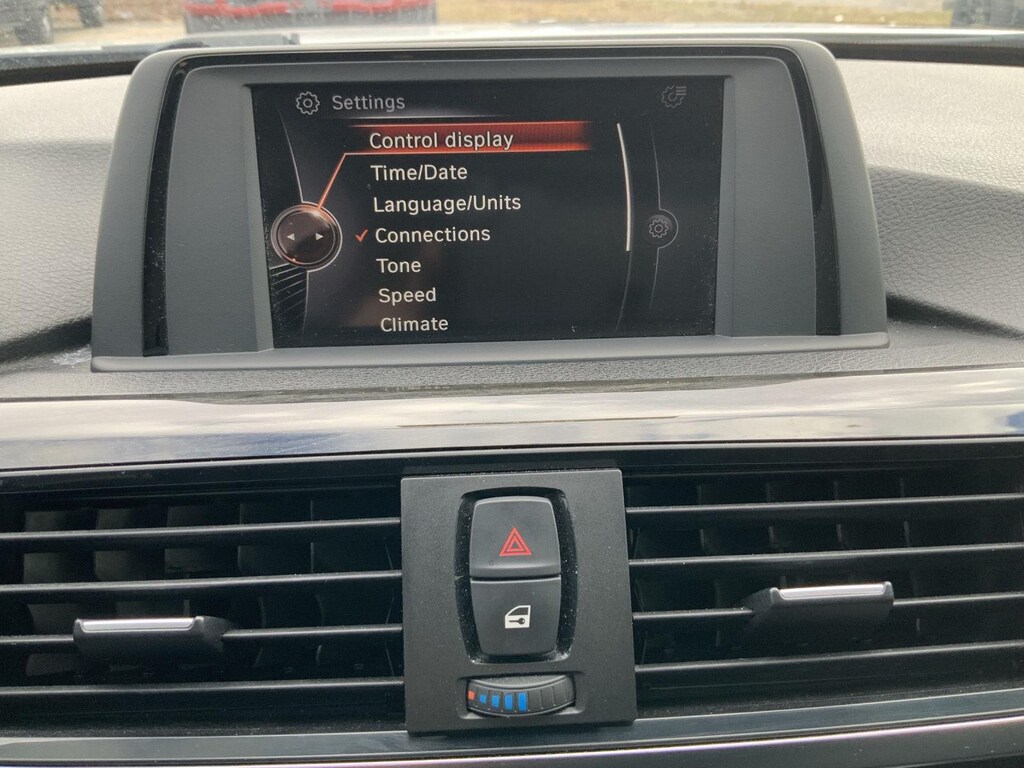 Settings
Control display
Time/Date
Language/Units
Connections
Tone
Speed
Climate